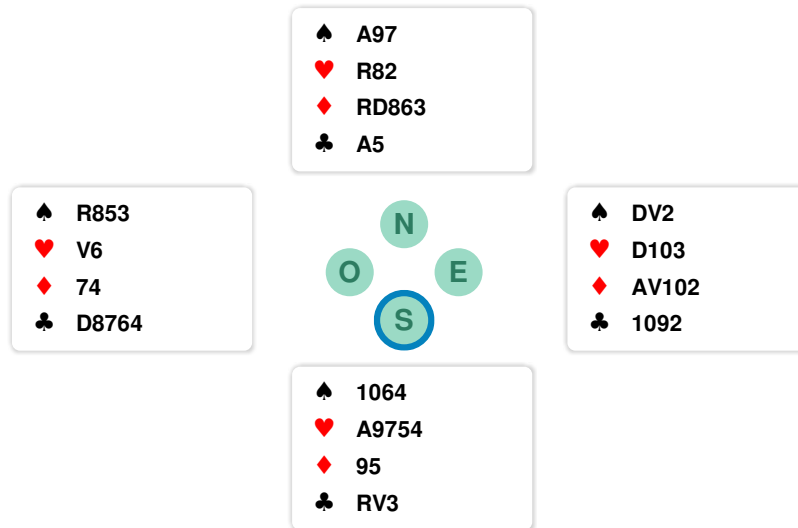 ♠ A97
♥ R82
♦ RD863
♣ A5
♠ R853
♥ V6
♦ 74
♣ D8764
N
O E
S
♠ DV2
♥ D103
♦ AV102
♣ 1092
♠ 1064
♥ A9754
♦ 95
♣ RV3